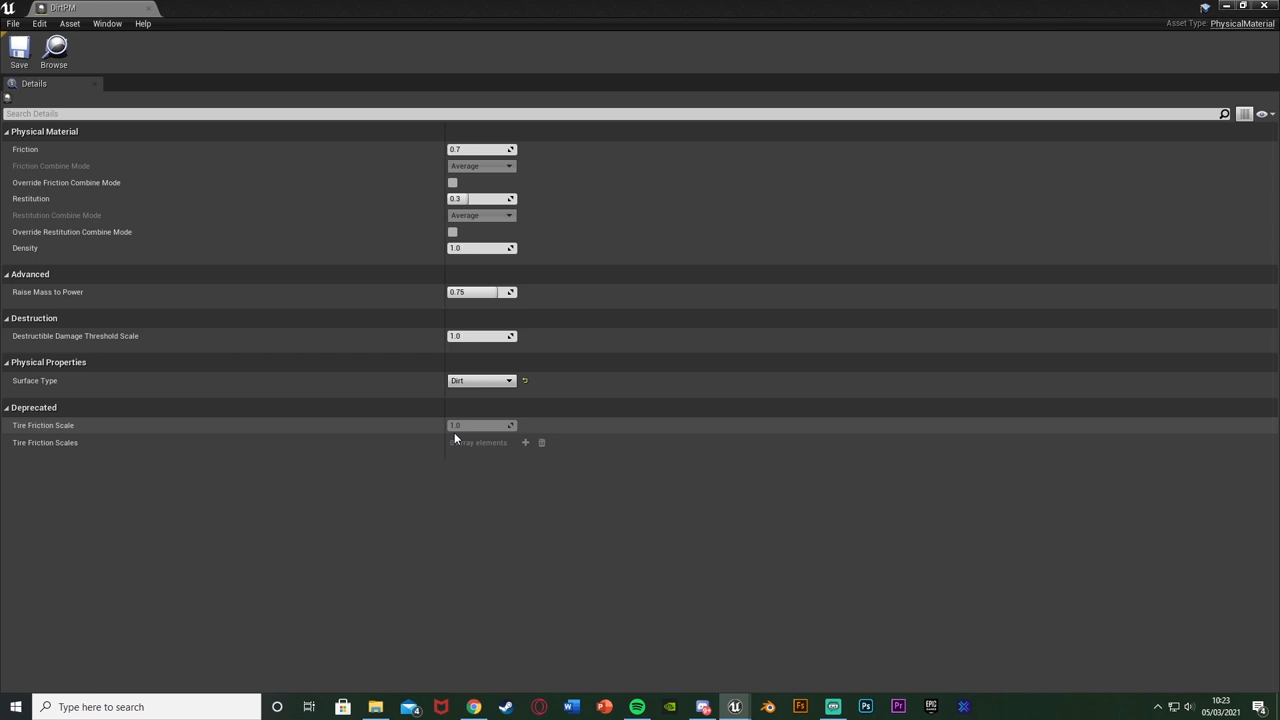 DirtPM
File Edit Asset Window Help
Asset Type: PhysicalMaterial
Save Browse
Details
Search Details
Physical Material
Friction 0.7
Friction Combine Mode Average
Override Friction Combine Mode
Restitution 0.3
Restitution Combine Mode Average
Override Restitution Combine Mode
Density 1.0
Advanced
Raise Mass to Power 0.75
Destruction
Destructible Damage Threshold Scale 1.0
Physical Properties
Surface Type Dirt
Deprecated
Tire Friction Scale 1.0
Tire Friction Scales elements
Type here to search
10:23
05/03/2021